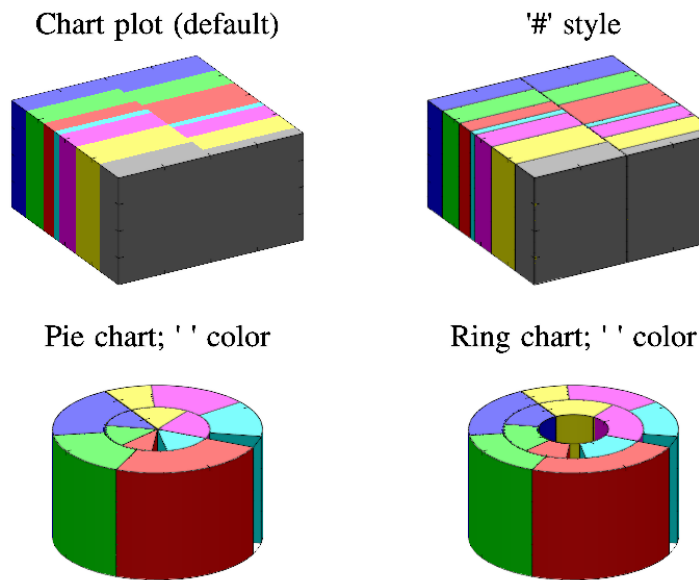 Chart plot (default)
'#' style
Pie chart; ' ' color
Ring chart; ' ' color